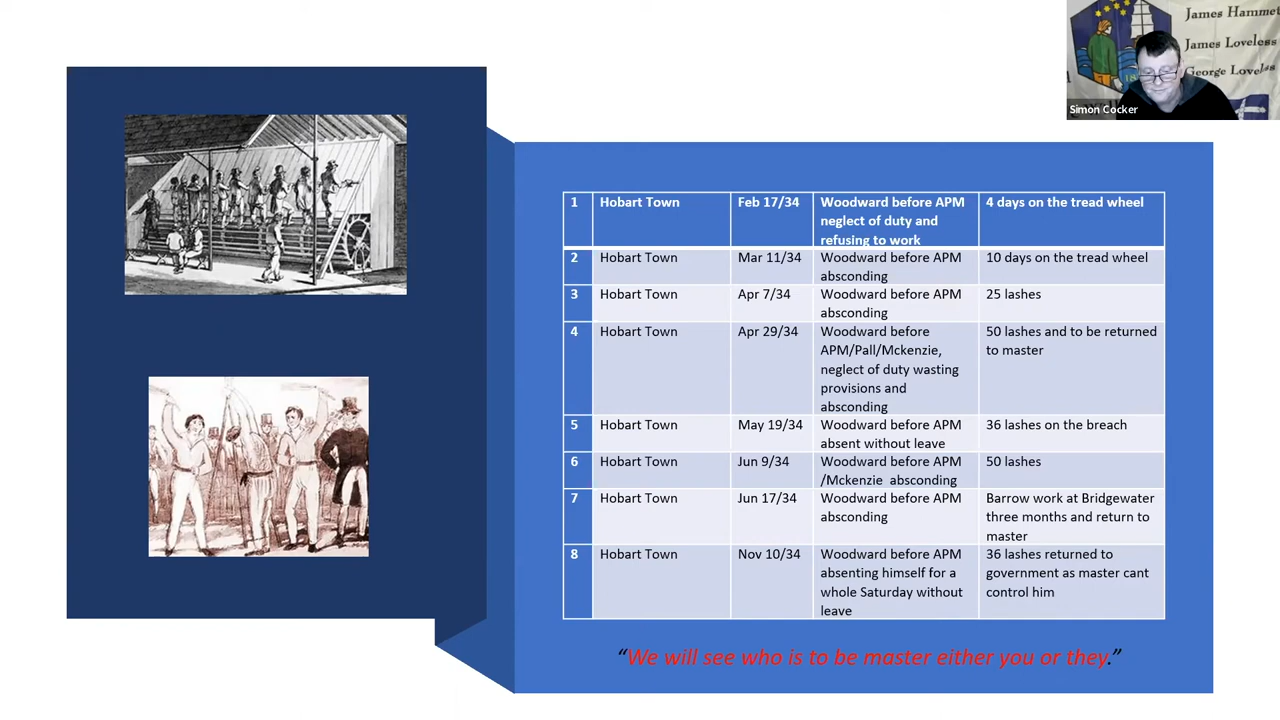 James Hammet
James Loveless
George Loveless
Simon Cocker
1 Hobart Town Feb 17/34 Woodward before APM 4 days on the tread wheel
neglect of duty and
refusing to work
2 Hobart Town Mar 11/34 Woodward before APM 10 days on the tread wheel
absconding
3 Hobart Town Apr 7/34 Woodward before APM 25 lashes
absconding
4 Hobart Town Apr 29/34 Woodward before 50 lashes and to be returned
APM/Pall/Mckenzie, to master
neglect of duty wasting
provisions and
absconding
5 Hobart Town May 19/34 Woodward before APM 36 lashes on the breach
absent without leave
6 Hobart Town Jun 9/34 Woodward before APM 50 lashes
/Mckenzie absconding
7 Hobart Town Jun 17/34 Woodward before APM Barrow work at Bridgewater
absconding three months and return to
master
8 Hobart Town Nov 10/34 Woodward before APM 36 lashes returned to
absenting himself for a government as master cant
whole Saturday without control him
leave
“We will see who is to be master either you or they.”